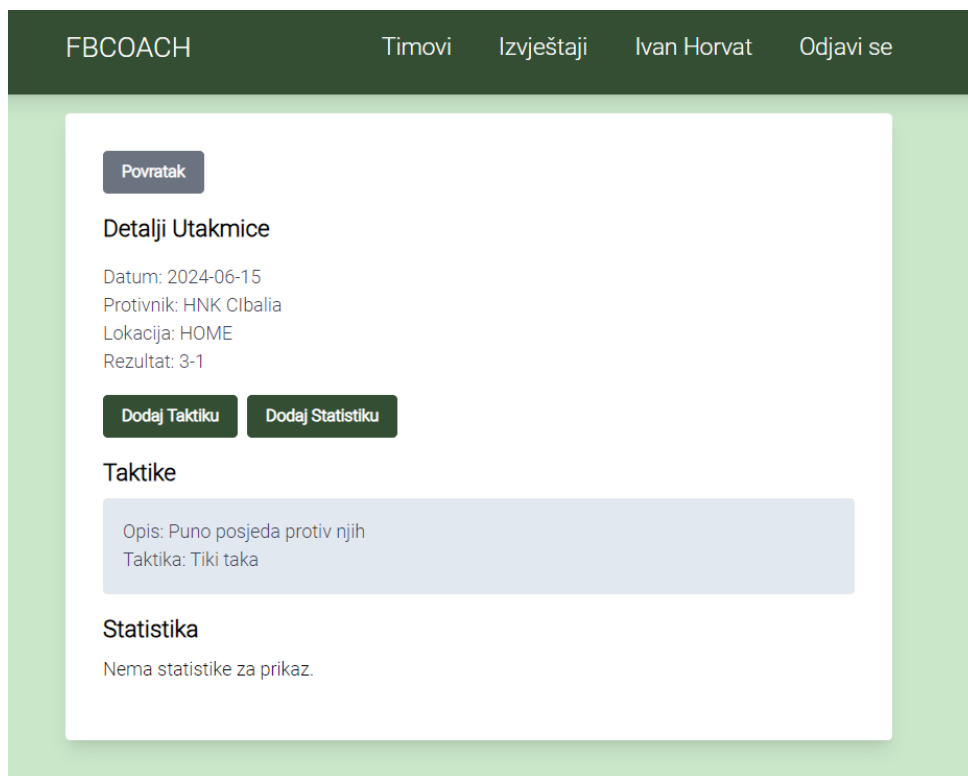 FBCOACH Timovi Izvještaji Ivan Horvat Odjavi se
Povratak
Detalji Utakmice
Datum: 2024-06-15
Protivnik: HNK CIbalia
Lokacija: HOME
Rezultat: 3-1
Dodaj Taktiku Dodaj Statistiku
Taktike
Opis: Puno posjeda protiv njih
Taktika: Tiki taka
Statistika
Nema statistike za prikaz.